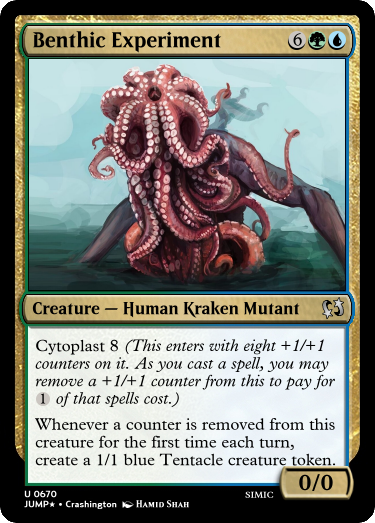 Benthic Experiment 6
Creature — Human Kraken Mutant
Cytoplast 8 (This enters with eight +1/+1
counters on it. As you cast a spell, you may
remove a +1/+1 counter from this to pay for
1 of that spells cost.)
Whenever a counter is removed from this
creature for the first time each turn,
create a 1/1 blue Tentacle creature token.
0/0
U 0670
SIMIC
JUMP★ • Crashington Hamid Shah